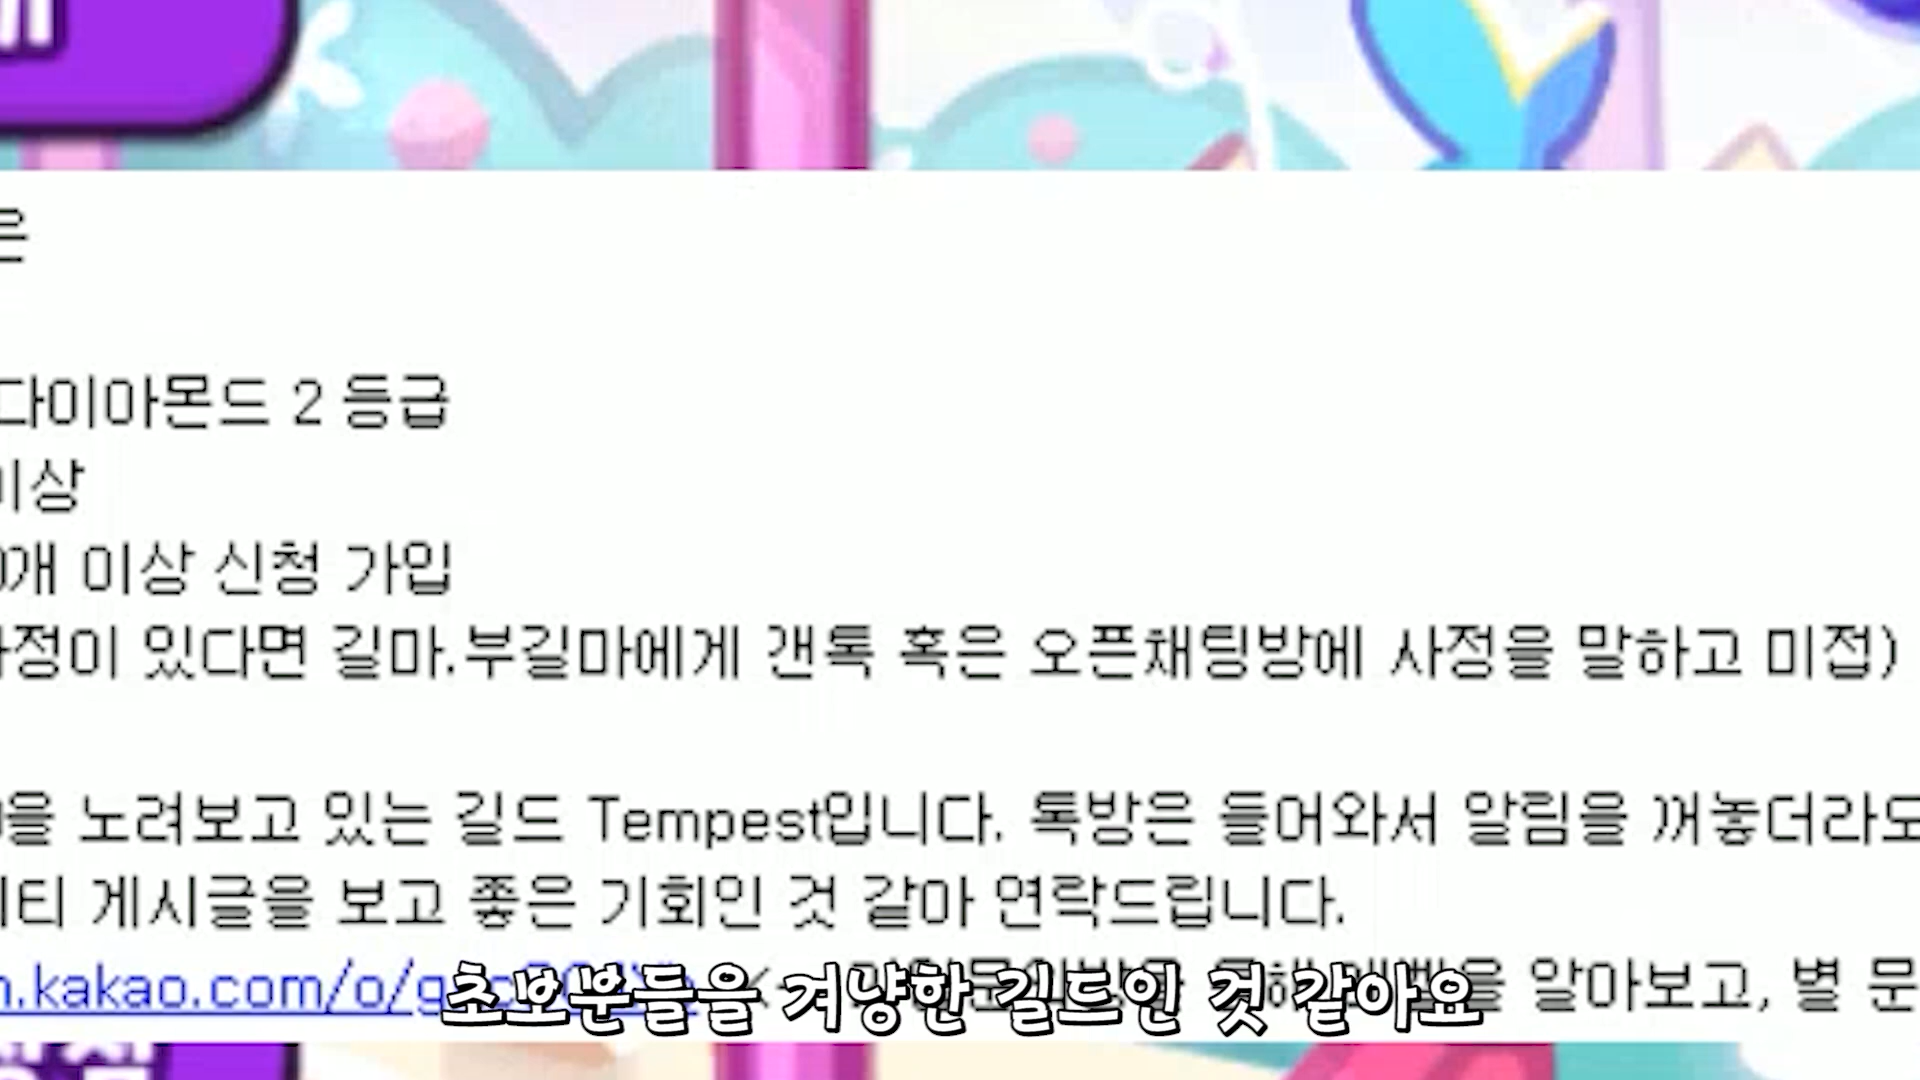 은
다이아몬드 2 등급
이상
0개 이상 신청 가입
사정이 있다면 길마.부길마에게 갠톡 혹은 오픈채팅방에 사정을 말하고 미접)
을 노려보고 있는 길드 Tempest입니다. 톡방은 들어와서 알림을 꺼놓더라도
티 게시글을 보고 좋은 기회인 것 같아 연락드립니다.
n.kakao.com/o/g
알아보고, 별 문
초보분들을 겨냥한 길드인 것 같아요